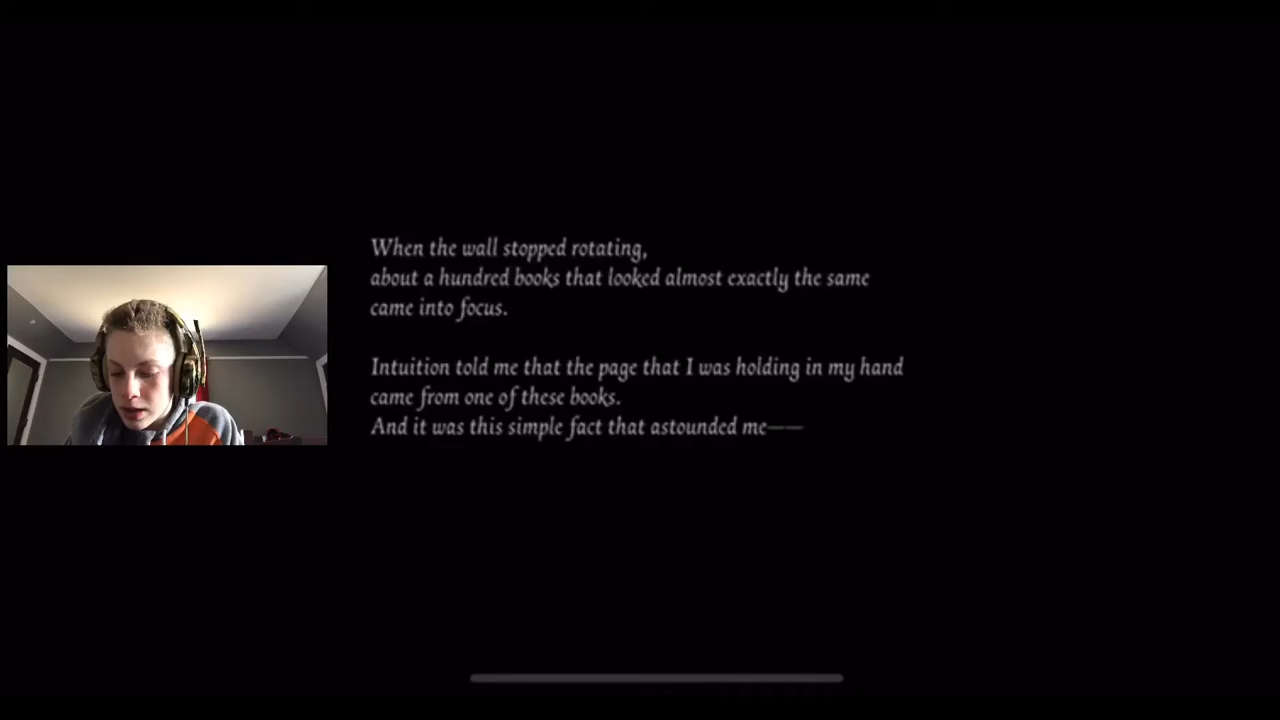 When the wall stopped rotating,
about a hundred books that looked almost exactly the same
came into focus.
Intuition told me that the page that I was holding in my hand
came from one of these books.
And it was this simple fact that astounded me——